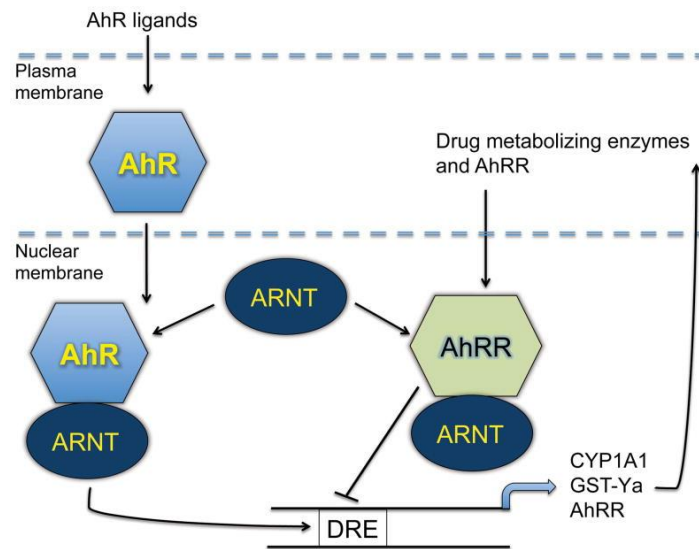 AhR ligands
Plasma
membrane
AhR
Drug metabolizing enzymes
and AhRR
Nuclear
membrane
ARNT
AhR
AhRR
ARNT
ARNT
CYP1A1
GST-Ya
AhRR
DRE